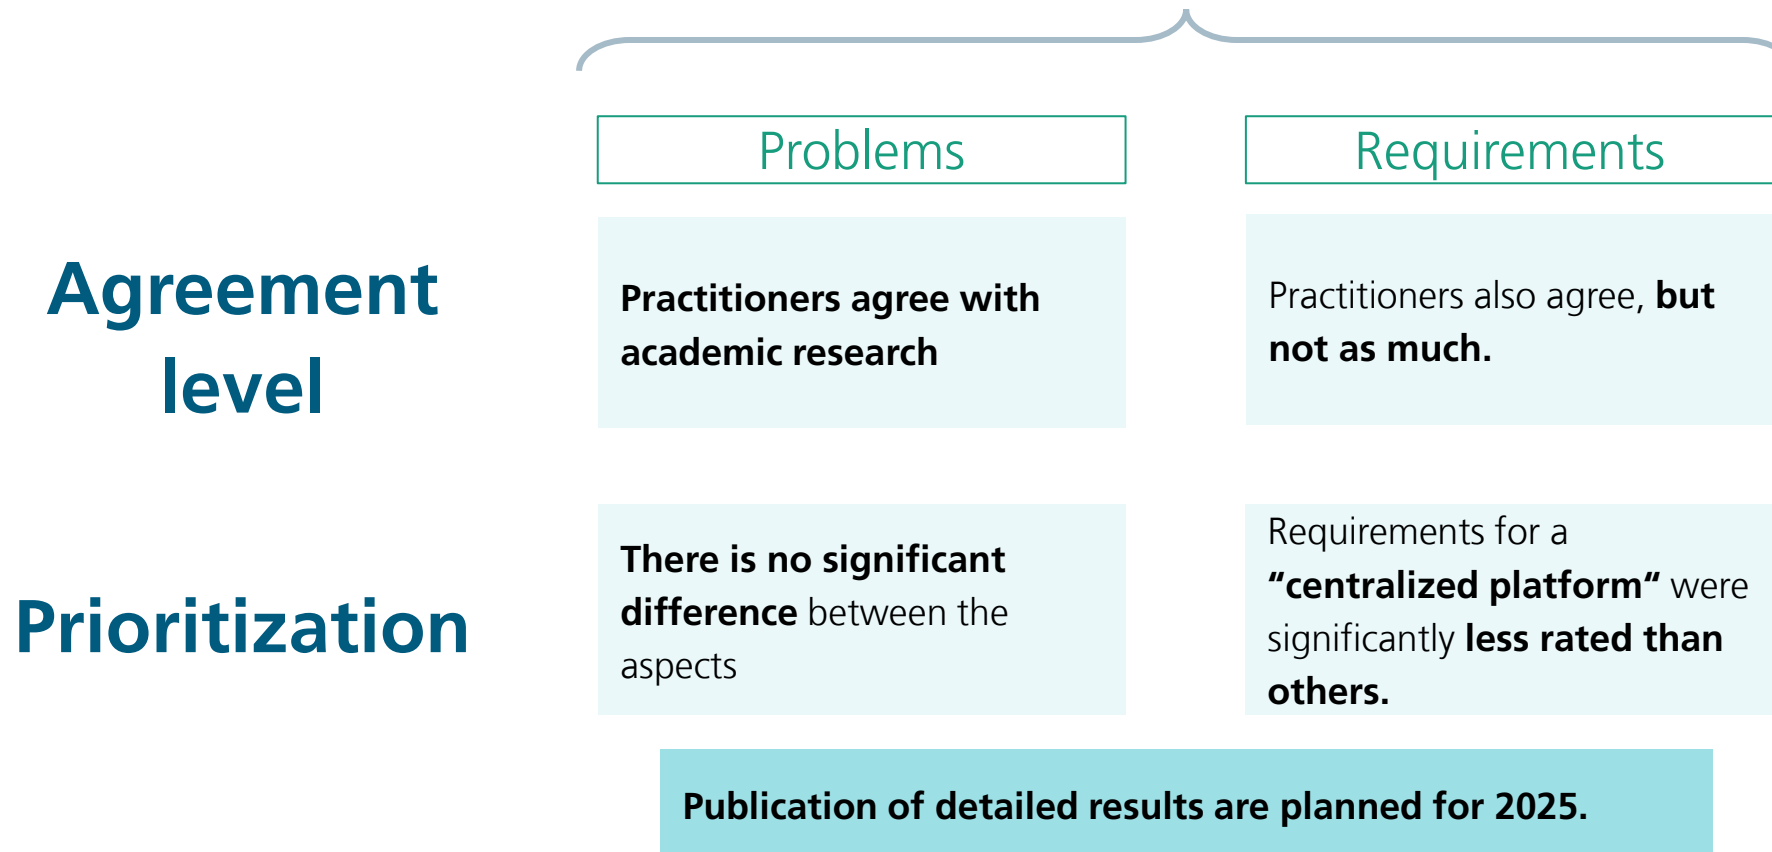 Problems
Requirements
Agreement
level
Practitioners agree with
academic research
Practitioners also agree, but
not as much.
Prioritization
There is no significant
difference between the
aspects
Requirements for a
“centralized platform“ were
significantly less rated than
others.
Publication of detailed results are planned for 2025.